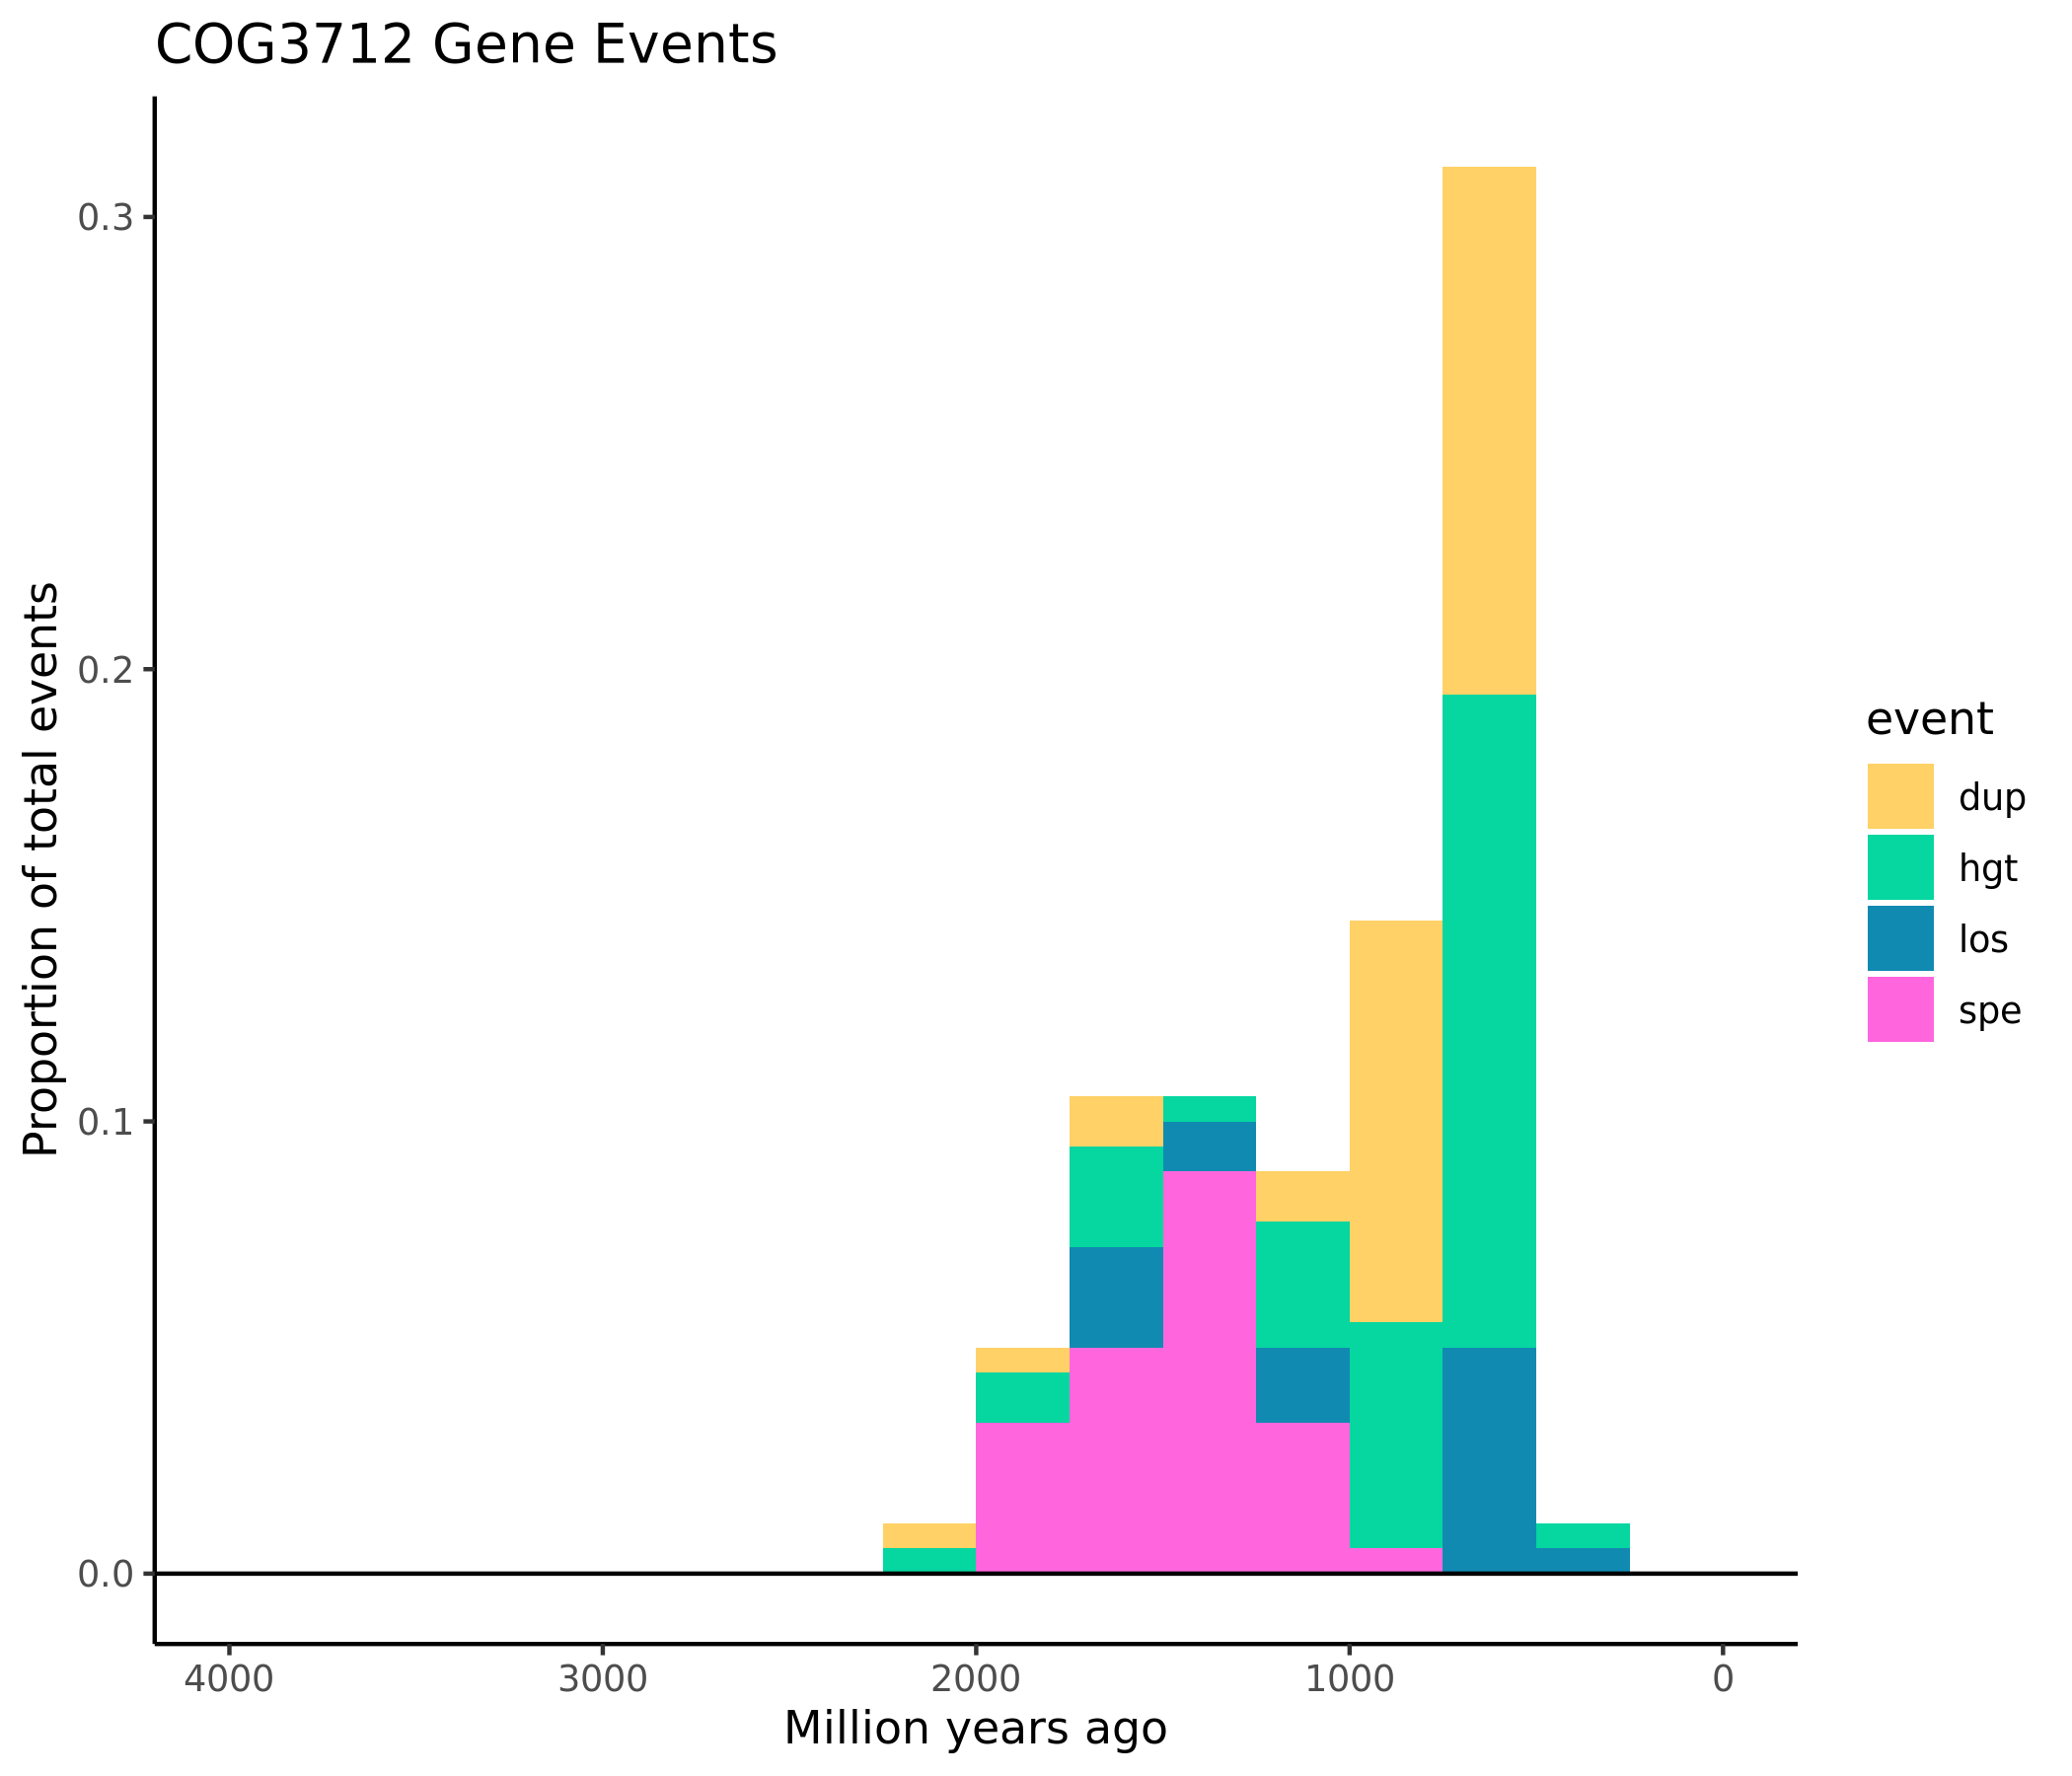 COG3712 Gene Events
Proportion of total events
0.3
0.2
0.1
0.0
4000 3000 2000 1000 0
Million years ago
event
dup
hgt
los
spe